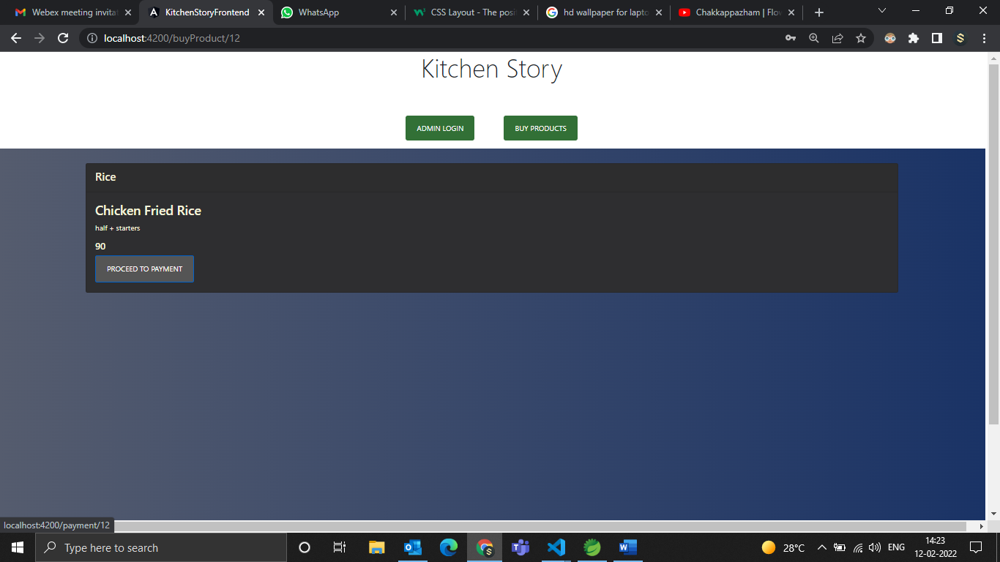 Webex meeting invitat
KitchenStoryFrontend
WhatsApp
CSS Layout - The posit
hd wallpaper for lapto
Chakkappazham | Flow
localhost:4200/buyProduct/12
Kitchen Story
ADMIN LOGIN
BUY PRODUCTS
Rice
Chicken Fried Rice
half + starters
90
PROCEED TO PAYMENT
localhost:4200/payment/12
Type here to search
28°C
ENG
14:23
12-02-2022